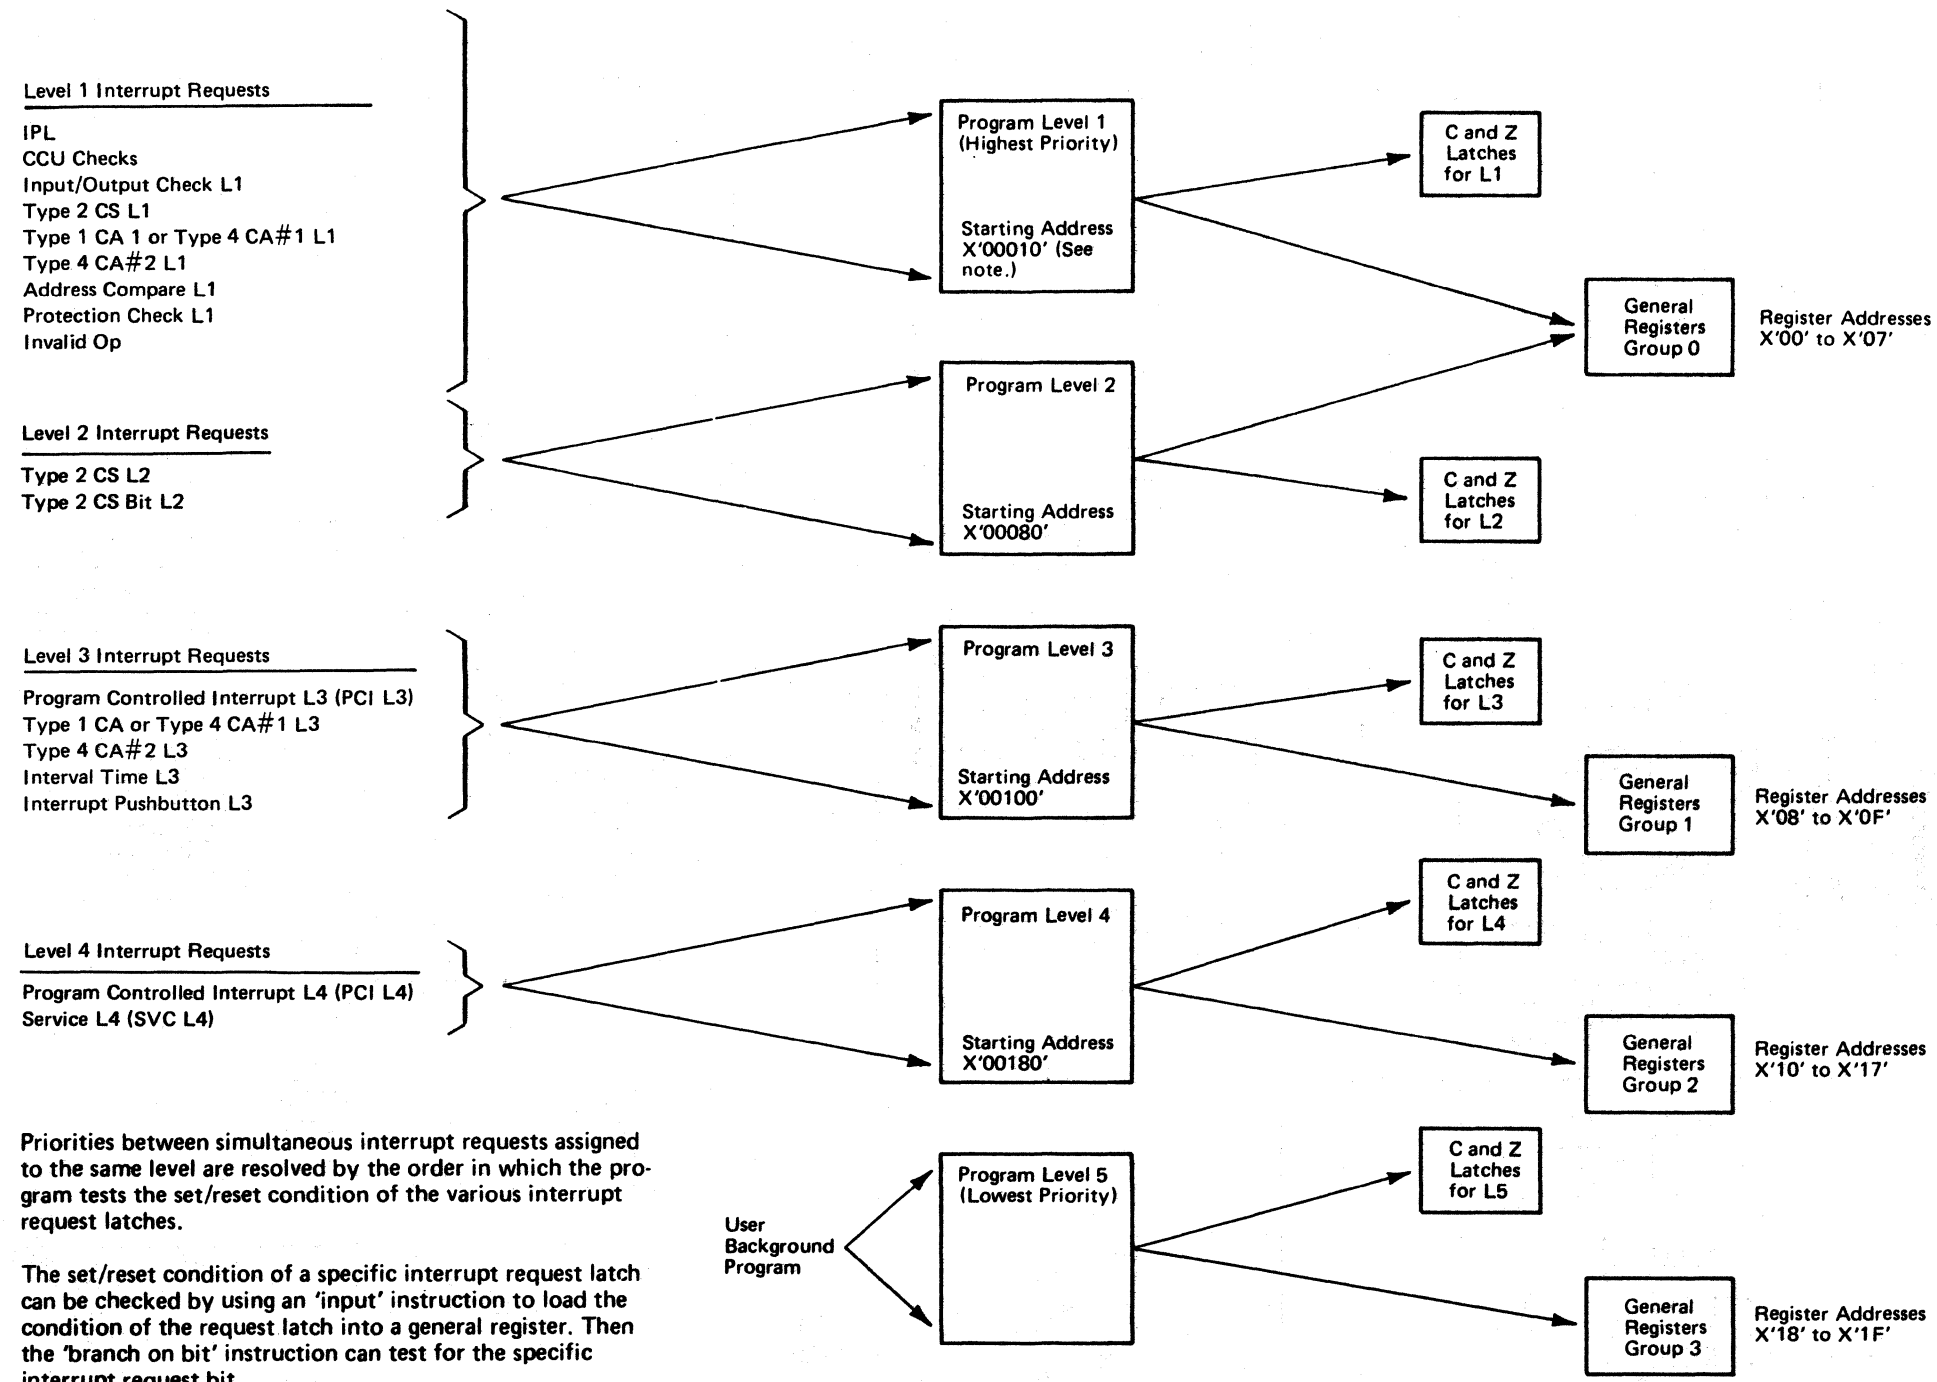 Level 1 Interrupt Requests
IPL
CCU Checks
Input/Output Check L1
Type 2 CS L1
Type 1 CA 1 or Type 4 CA#1 L1
Type 4 CA#2 L1
Address Compare L1
Protection Check L1
Invalid Op
Program Level 1
(Highest Priority)
Starting Address
X'00010' (See
note.)
C and Z
Latches
for L1
General
Registers
Group 0
Register Addresses
X'00' to X'07'
Level 2 Interrupt Requests
Type 2 CS L2
Type 2 CS Bit L2
Program Level 2
Starting Address
X'00080'
C and Z
Latches
for L2
Level 3 Interrupt Requests
Program Controlled Interrupt L3 (PCI L3)
Type 1 CA or Type 4 CA#1 L3
Type 4 CA#2 L3
Interval Time L3
Interrupt Pushbutton L3
Program Level 3
Starting Address
X'00100'
C and Z
Latches
for L3
General
Registers
Group 1
Register Addresses
X'08' to X'0F'
Level 4 Interrupt Requests
Program Controlled Interrupt L4 (PCI L4)
Service L4 (SVC L4)
Program Level 4
Starting Address
X'00180'
C and Z
Latches
for L4
General
Registers
Group 2
Register Addresses
X'10' to X'17'
Priorities between simultaneous interrupt requests assigned
to the same level are resolved by the order in which the pro-
gram tests the set/reset condition of the various interrupt
request latches.
The set/reset condition of a specific interrupt request latch
can be checked by using an 'input' instruction to load the
condition of the request latch into a general register. Then
the 'branch on bit' instruction can test for the specific
interrupt request bit
User
Background
Program
Program Level 5
(Lowest Priority)
C and Z
Latches
for L5
General
Registers
Group 3
Register Addresses
X'18' to X'1F'